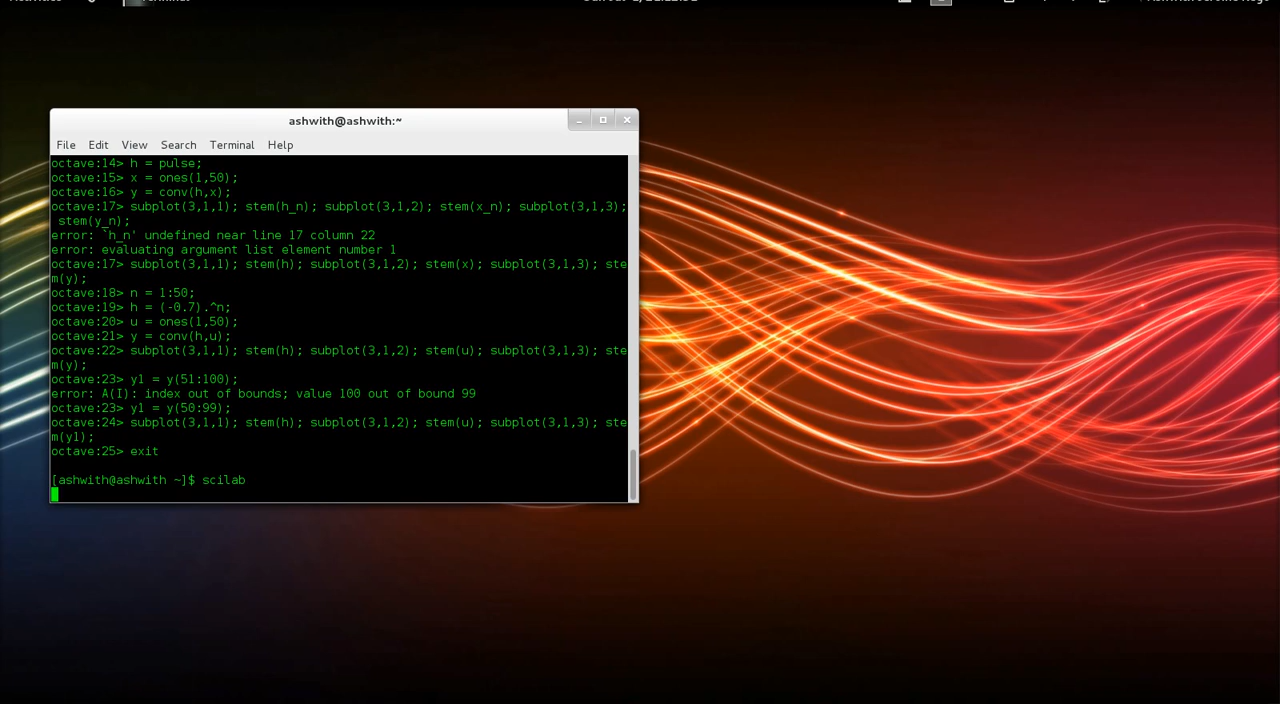 ashwith@ashwith:~
File Edit View Search Terminal Help
octave:14> h = pulse;
octave:15> x = ones(1,50);
octave:16> y = conv(h,x);
octave:17> subplot(3,1,1); stem(h_n); subplot(3,1,2); stem(x_n); subplot(3,1,3);
 stem(y_n);
error: `h_n' undefined near line 17 column 22
error: evaluating argument list element number 1
octave:17> subplot(3,1,1); stem(h); subplot(3,1,2); stem(x); subplot(3,1,3); ste
m(y);
octave:18> n = 1:50;
octave:19> h = (-0.7).^n;
octave:20> u = ones(1,50);
octave:21> y = conv(h,u);
octave:22> subplot(3,1,1); stem(h); subplot(3,1,2); stem(u); subplot(3,1,3); ste
m(y);
octave:23> y1 = y(51:100);
error: A(I): index out of bounds; value 100 out of bound 99
octave:23> y1 = y(50:99);
octave:24> subplot(3,1,1); stem(h); subplot(3,1,2); stem(u); subplot(3,1,3); ste
m(y1);
octave:25> exit
[ashwith@ashwith ~]$ scilab